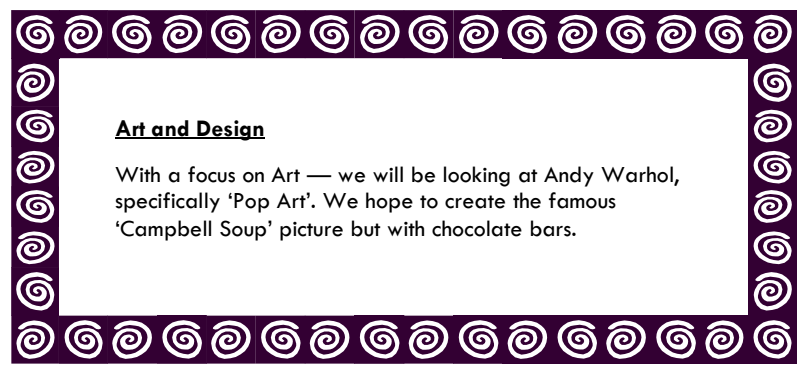 Art and Design
With a focus on Art — we will be looking at Andy Warhol,
specifically ‘Pop Art’. We hope to create the famous
‘Campbell Soup’ picture but with chocolate bars.